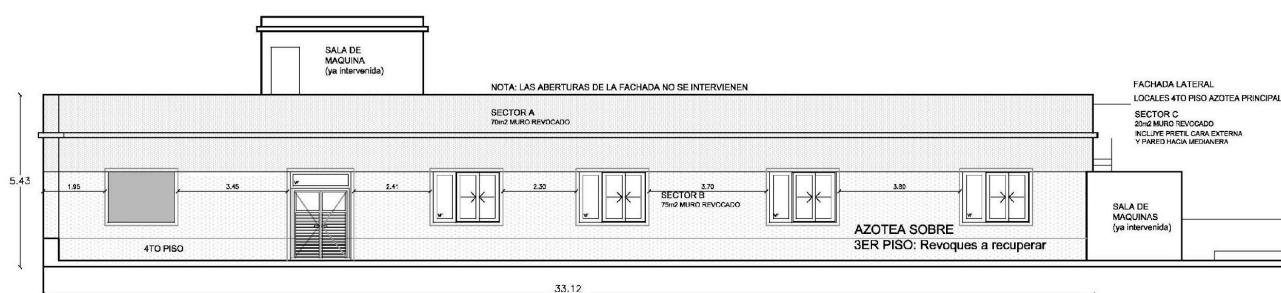 SALA DE
MAQUINA
(ya intervenida)
NOTA: LAS ABERTURAS DE LA FACHADA NO SE INTERVIENEN
FACHADA LATERAL
LOCALES 4TO PISO AZOTEA PRINCIPAL
SECTOR A
70m2 MURO REVOCADO
SECTOR C
20m2 MURO REVOCADO
INCLUYE PRETIL CARA EXTERNA
Y PARED HACIA MEDIANERA
5.43
1.95
3.45
2.41
2.30
3.70
3.80
SECTOR B
75m2 MURO REVOCADO
SALA DE
MAQUINAS
(ya intervenida)
AZOTEA SOBRE
3ER PISO: Revoques a recuperar
4TO PISO
33.12